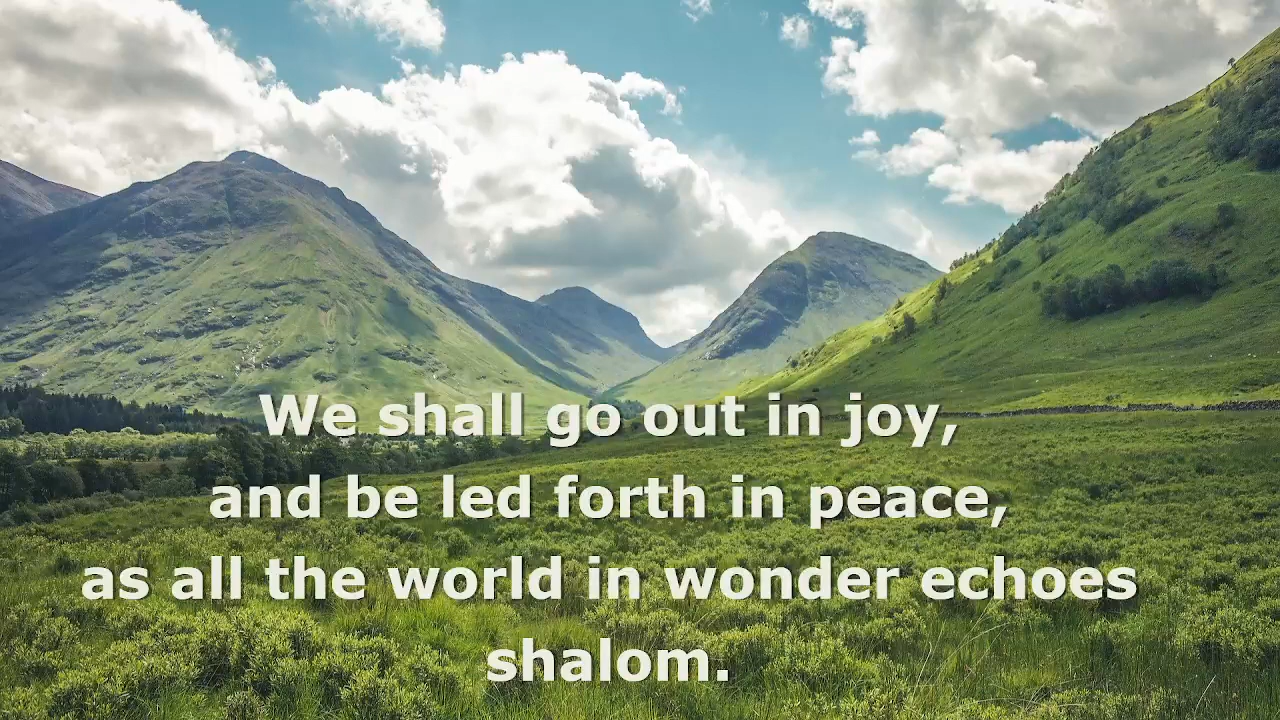 We shall go out in joy,
and be led forth in peace,
as all the world in wonder echoes
shalom.